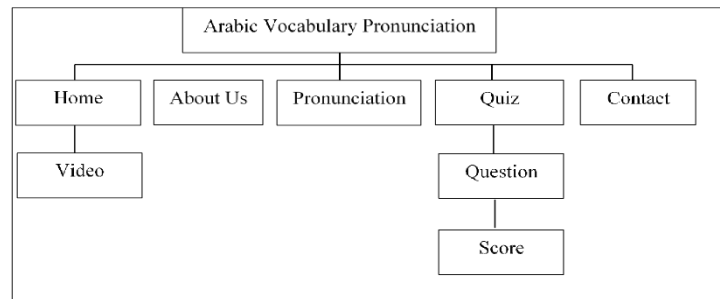 Arabic Vocabulary Pronunciation
Home
About Us
Pronunciation
Quiz
Contact
Video
Question
Score